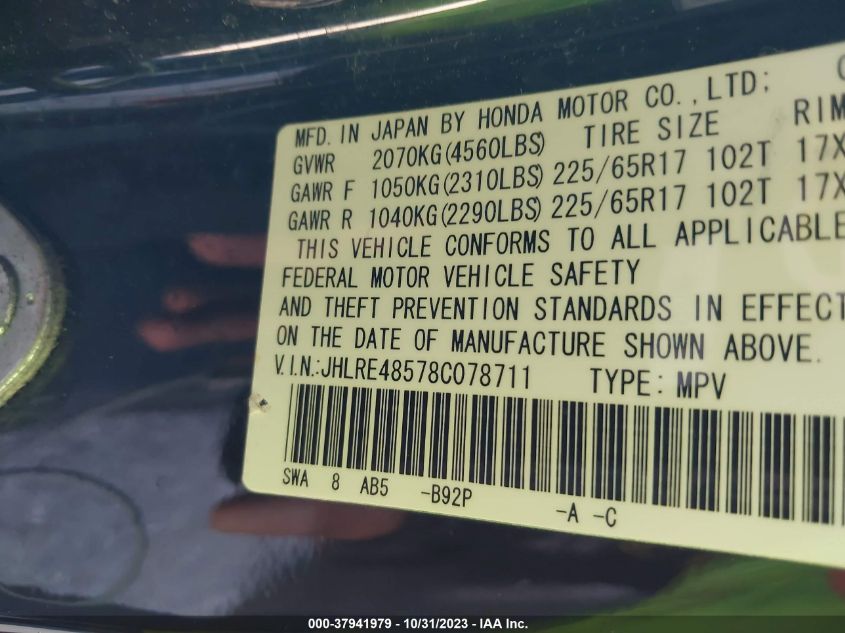 MFD. IN JAPAN BY HONDA MOTOR CO.,LTD;
GVWR 2070KG(4560LBS) TIRE SIZE RIM
GAWR F 1050KG(2310LBS) 225/65R17 102T 17X
GAWR R 1040KG(2290LBS) 225/65R17 102T 17X
THIS VEHICLE CONFORMS TO ALL APPLICABLE
FEDERAL MOTOR VEHICLE SAFETY
AND THEFT PREVENTION STANDARDS IN EFFECT
ON THE DATE OF MANUFACTURE SHOWN ABOVE.
V.I.N.:JHLRE48578C078711 TYPE: MPV
SWA 8 AB5 -B92P -A -C
000-37941979 - 10/31/2023 - IAA Inc.